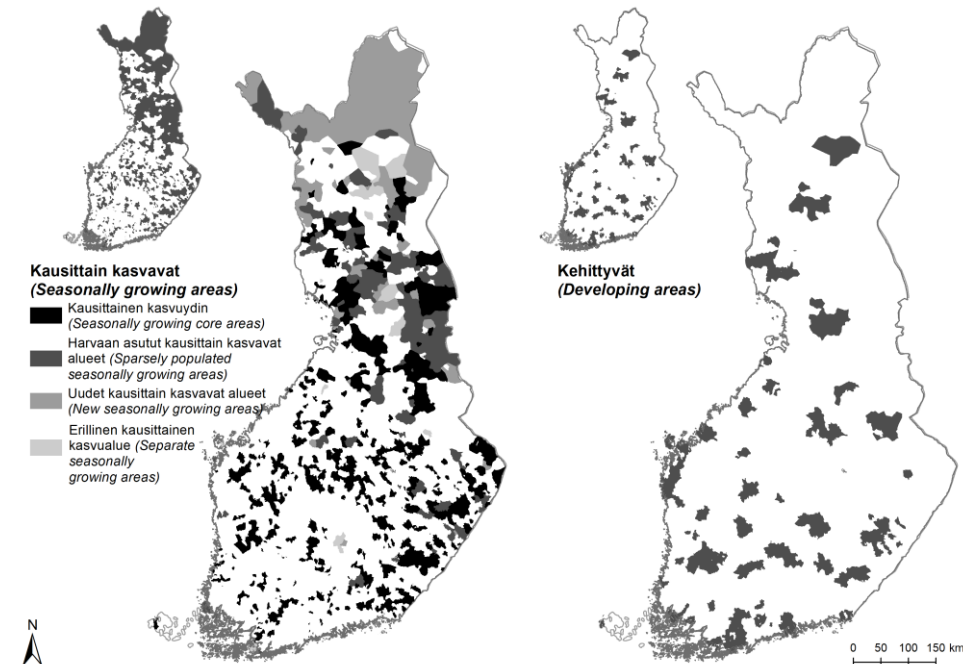 Kausittain kasvavat
(Seasonally growing areas)
Kausittainen kasvuydin
(Seasonally growing core areas)
Harvaan asutut kausittain kasvavat
alueet (Sparsely populated
seasonally growing areas)
Uudet kausittain kasvavat alueet
(New seasonally growing areas)
Erillinen kausittainen
kasvualue (Separate
seasonally
growing areas)
Kehittyvät
(Developing areas)
N
0 50 100 150 km